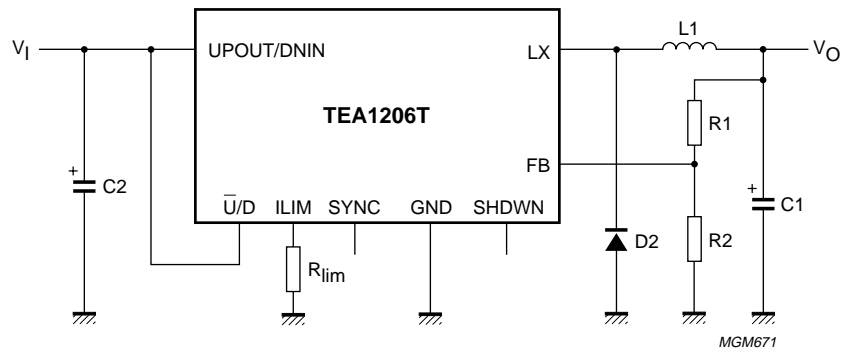 L1
V_I
UPOUT/DNIN
LX
V_O
TEA1206T
R1
FB
C2
U̅/D ILIM SYNC GND SHDWN
C1
D2
R2
R_lim
MGM671